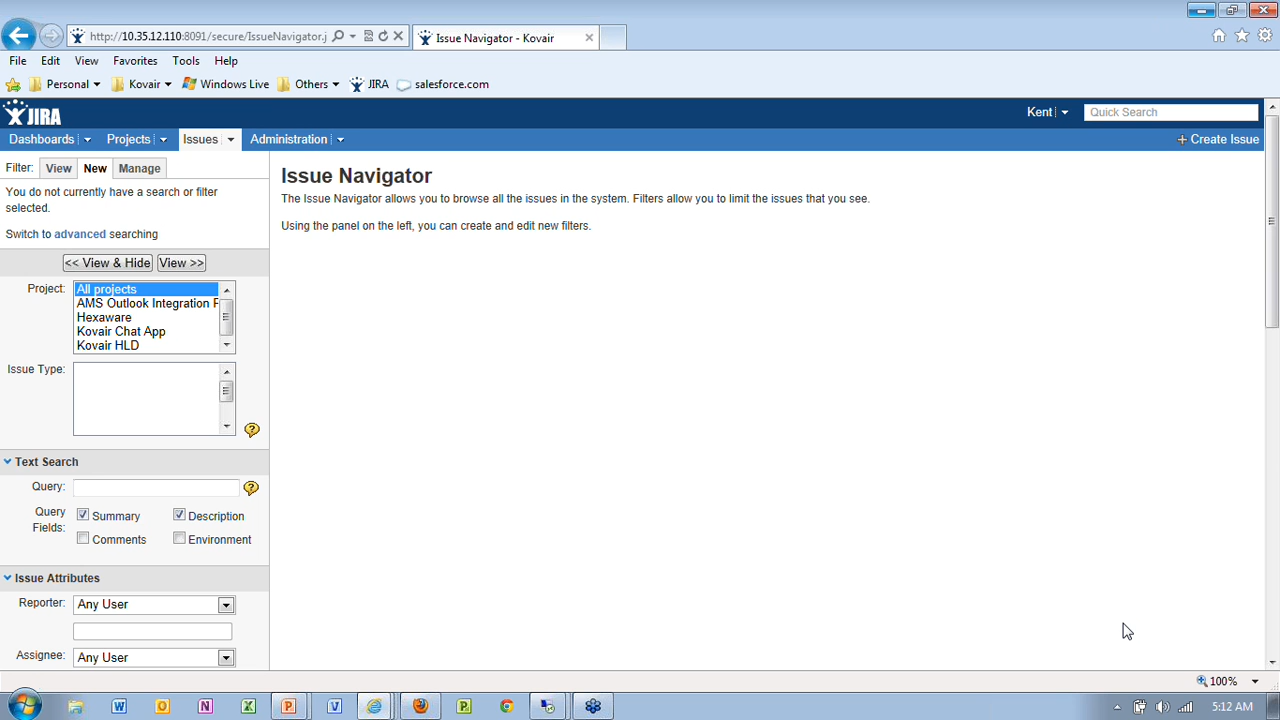 http://10.35.12.110:8091/secure/IssueNavigator.j
Issue Navigator - Kovair
File Edit View Favorites Tools Help
Personal Kovair Windows Live Others JIRA salesforce.com
JIRA
Kent
Quick Search
Dashboards Projects Issues Administration
+ Create Issue
Filter: View New Manage
You do not currently have a search or filter
selected.
Switch to advanced searching
<< View & Hide View >>
Project:
All projects
AMS Outlook Integration P
Hexaware
Kovair Chat App
Kovair HLD
Issue Type:
Text Search
Query:
Query
Fields:
Summary Description
Comments Environment
Issue Attributes
Reporter: Any User
Assignee: Any User
Issue Navigator
The Issue Navigator allows you to browse all the issues in the system. Filters allow you to limit the issues that you see.
Using the panel on the left, you can create and edit new filters.
100%
5:12 AM